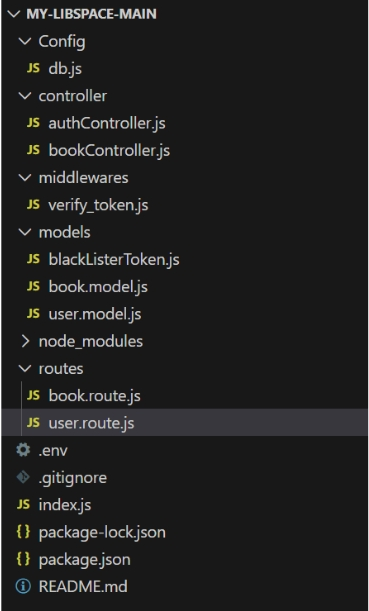 MY-LIBSPACE-MAIN
Config
JS db.js
controller
JS authController.js
JS bookController.js
middlewares
JS verify_token.js
models
JS blackListerToken.js
JS book.model.js
JS user.model.js
node_modules
routes
JS book.route.js
JS user.route.js
.env
.gitignore
JS index.js
{} package-lock.json
{} package.json
README.md